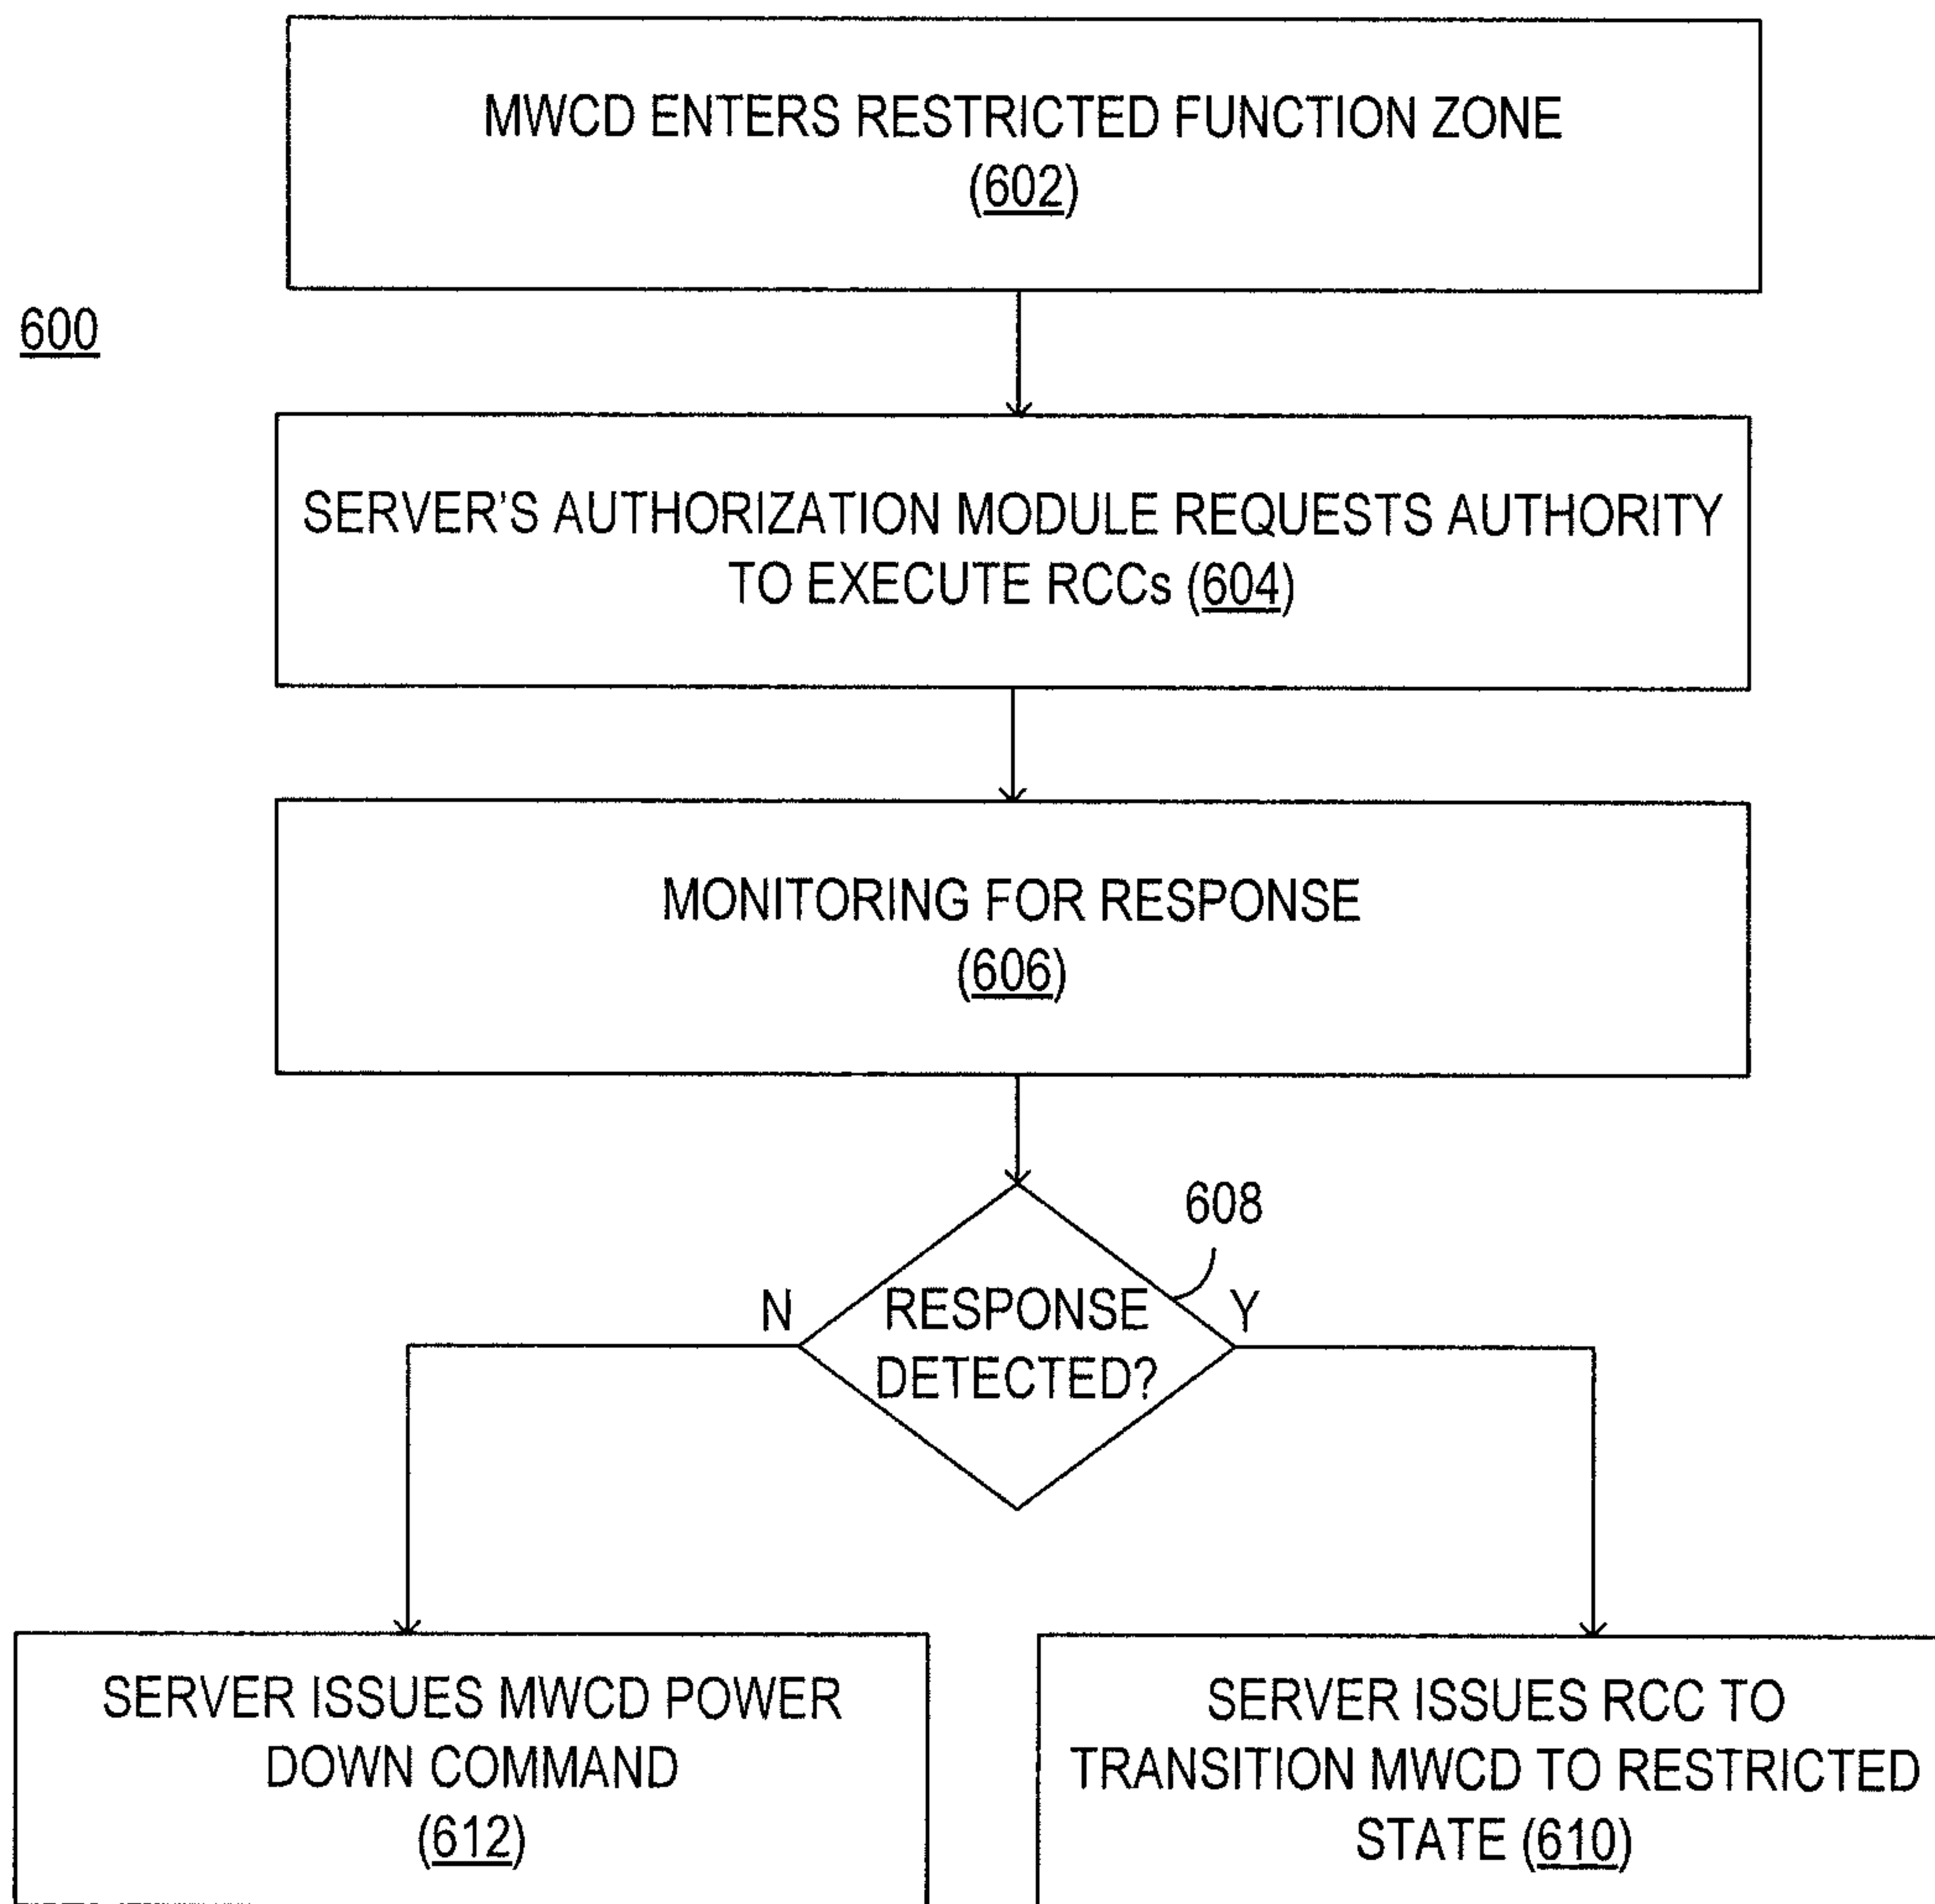 MWCD ENTERS RESTRICTED FUNCTION ZONE
(602)
600
SERVER'S AUTHORIZATION MODULE REQUESTS AUTHORITY
TO EXECUTE RCCs (604)
MONITORING FOR RESPONSE
(606)
608
N
RESPONSE
DETECTED?
Y
SERVER ISSUES MWCD POWER
DOWN COMMAND
(612)
SERVER ISSUES RCC TO
TRANSITION MWCD TO RESTRICTED
STATE (610)